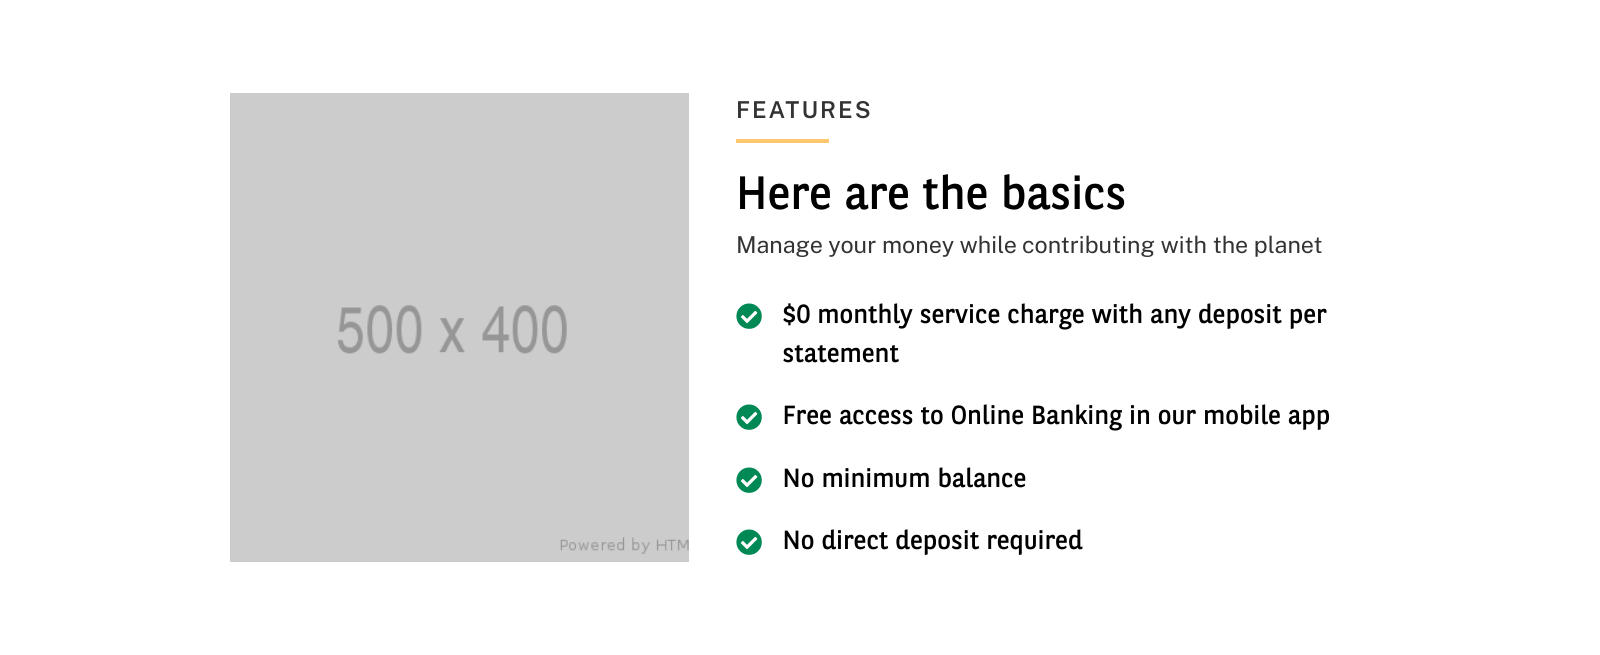 500 x 400
Powered by HTM
FEATURES
Here are the basics
Manage your money while contributing with the planet
$0 monthly service charge with any deposit per
statement
Free access to Online Banking in our mobile app
No minimum balance
No direct deposit required